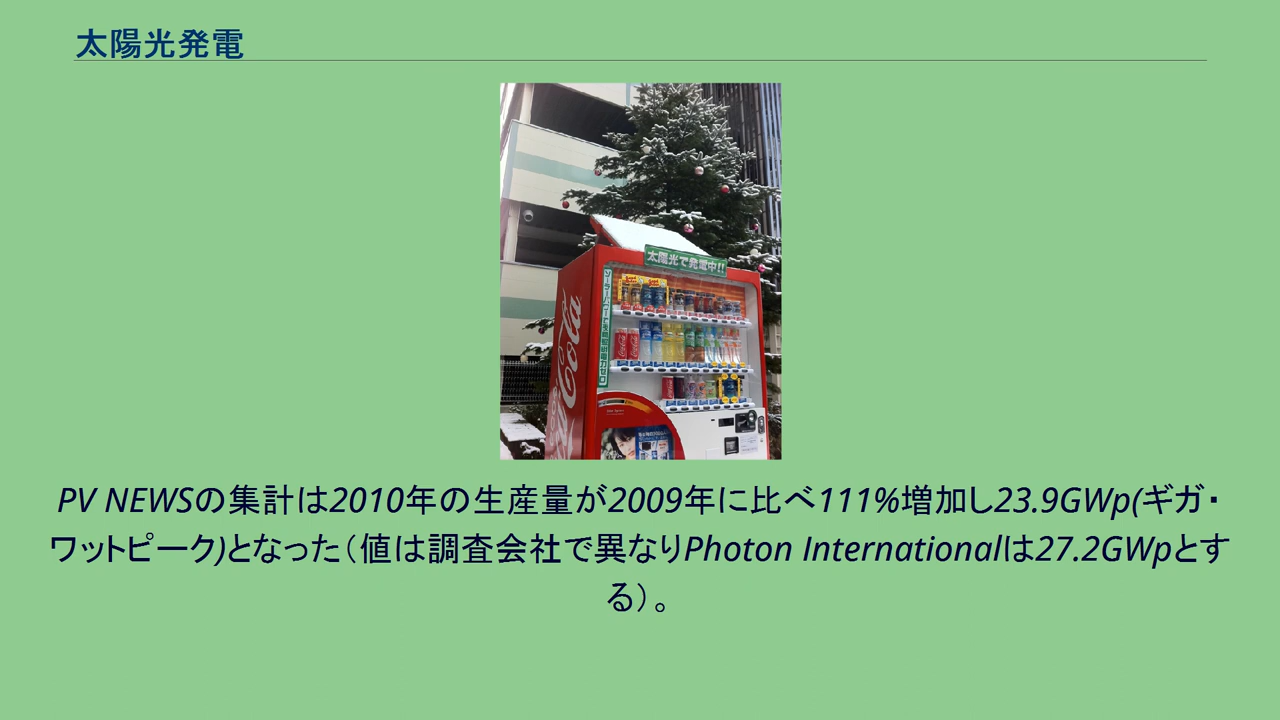 太陽光発電
太陽光で発電中!!
Coca-Cola
PV NEWSの集計は2010年の生産量が2009年に比べ111%増加し23.9GWp(ギガ・
ワットピーク)となった（値は調査会社で異なりPhoton Internationalは27.2GWpとす
る）。